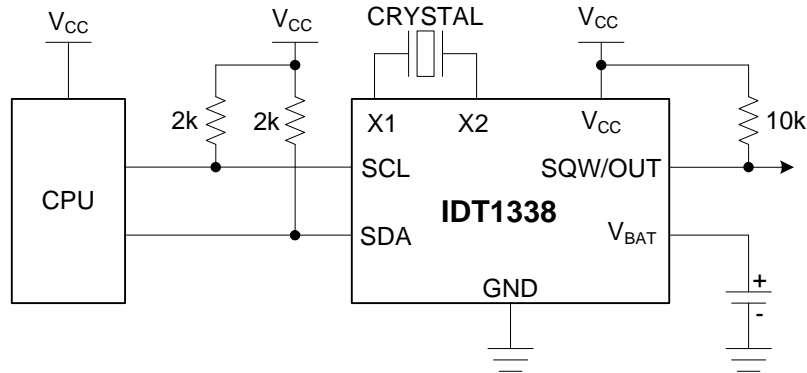 CRYSTAL
VCC
VCC
VCC
2k
2k
X1
X2
VCC
10k
SCL
SQW/OUT
CPU
IDT1338
SDA
VBAT
GND
+
-